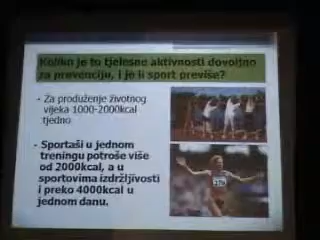 Koliko je to tjelesne aktivnosti dovoljno
za prevenciju, i je li sport previše?
- Za produženje životnog
vijeka 1000-2000kcal
tjedno
- Sportaši u jednom
treningu potroše više
od 2000kcal, a u
sportovima izdržljivosti
i preko 4000kcal u
jednom danu.